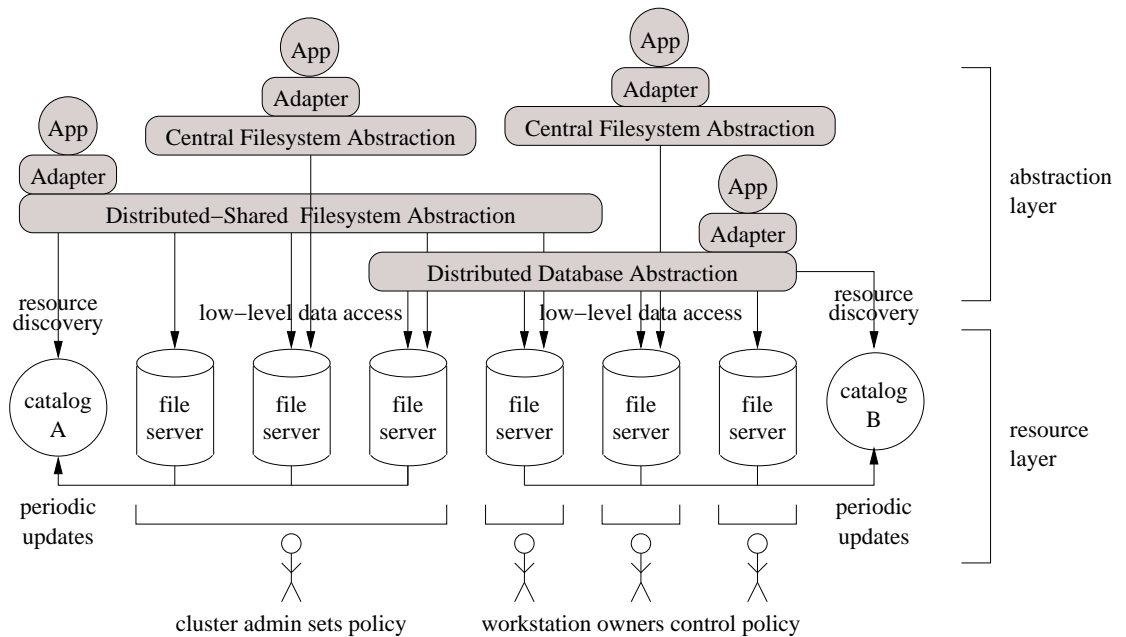 App
App
Adapter
Adapter
Central Filesystem Abstraction
Central Filesystem Abstraction
App
Adapter
App
Distributed−Shared Filesystem Abstraction
Adapter
Distributed Database Abstraction
abstraction
layer
resource
discovery
low−level data access
low−level data access
resource
discovery
catalog
A
file
server
file
server
file
server
file
server
file
server
file
server
catalog
B
resource
layer
periodic
updates
periodic
updates
cluster admin sets policy
workstation owners control policy